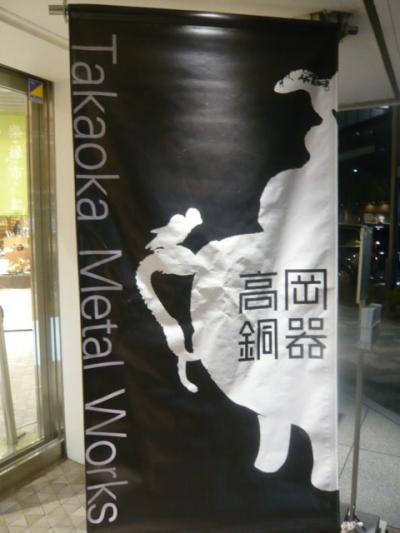 Takaoka Metal Works
高岡
銅器